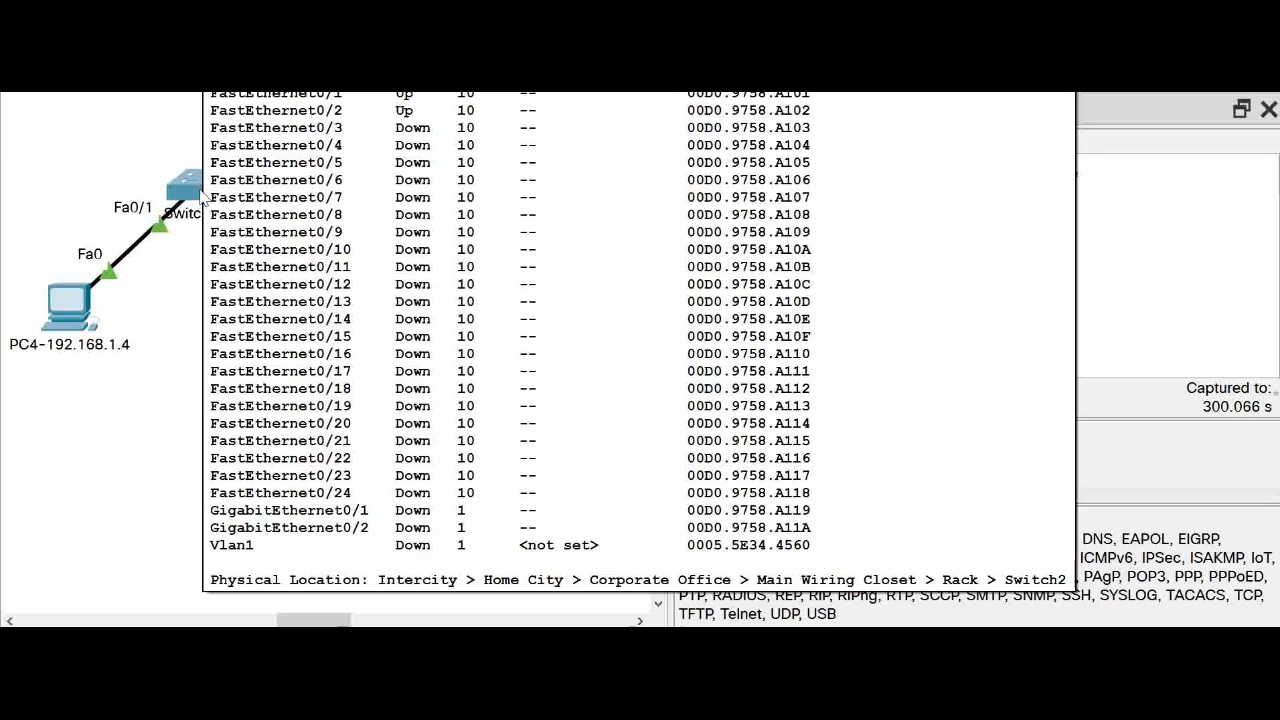 FastEthernet0/1 Up 10 -- 00D0.9758.A101
FastEthernet0/2 Up 10 -- 00D0.9758.A102
FastEthernet0/3 Down 10 -- 00D0.9758.A103
FastEthernet0/4 Down 10 -- 00D0.9758.A104
FastEthernet0/5 Down 10 -- 00D0.9758.A105
FastEthernet0/6 Down 10 -- 00D0.9758.A106
FastEthernet0/7 Down 10 -- 00D0.9758.A107
FastEthernet0/8 Down 10 -- 00D0.9758.A108
FastEthernet0/9 Down 10 -- 00D0.9758.A109
FastEthernet0/10 Down 10 -- 00D0.9758.A10A
FastEthernet0/11 Down 10 -- 00D0.9758.A10B
FastEthernet0/12 Down 10 -- 00D0.9758.A10C
FastEthernet0/13 Down 10 -- 00D0.9758.A10D
FastEthernet0/14 Down 10 -- 00D0.9758.A10E
FastEthernet0/15 Down 10 -- 00D0.9758.A10F
FastEthernet0/16 Down 10 -- 00D0.9758.A110
FastEthernet0/17 Down 10 -- 00D0.9758.A111
FastEthernet0/18 Down 10 -- 00D0.9758.A112
FastEthernet0/19 Down 10 -- 00D0.9758.A113
FastEthernet0/20 Down 10 -- 00D0.9758.A114
FastEthernet0/21 Down 10 -- 00D0.9758.A115
FastEthernet0/22 Down 10 -- 00D0.9758.A116
FastEthernet0/23 Down 10 -- 00D0.9758.A117
FastEthernet0/24 Down 10 -- 00D0.9758.A118
GigabitEthernet0/1 Down 1 -- 00D0.9758.A119
GigabitEthernet0/2 Down 1 -- 00D0.9758.A11A
Vlan1 Down 1 <not set> 0005.5E34.4560
Physical Location: Intercity > Home City > Corporate Office > Main Wiring Closet > Rack > Switch2
Fa0/1
Switc
Fa0
PC4-192.168.1.4
Captured to:
300.066 s
DNS, EAPOL, EIGRP,
ICMPv6, IPSec, ISAKMP, IoT,
PAgP, POP3, PPP, PPPoED,
PTP, RADIUS, REP, RIP, RIPng, RTP, SCCP, SMTP, SNMP, SSH, SYSLOG, TACACS, TCP,
TFTP, Telnet, UDP, USB